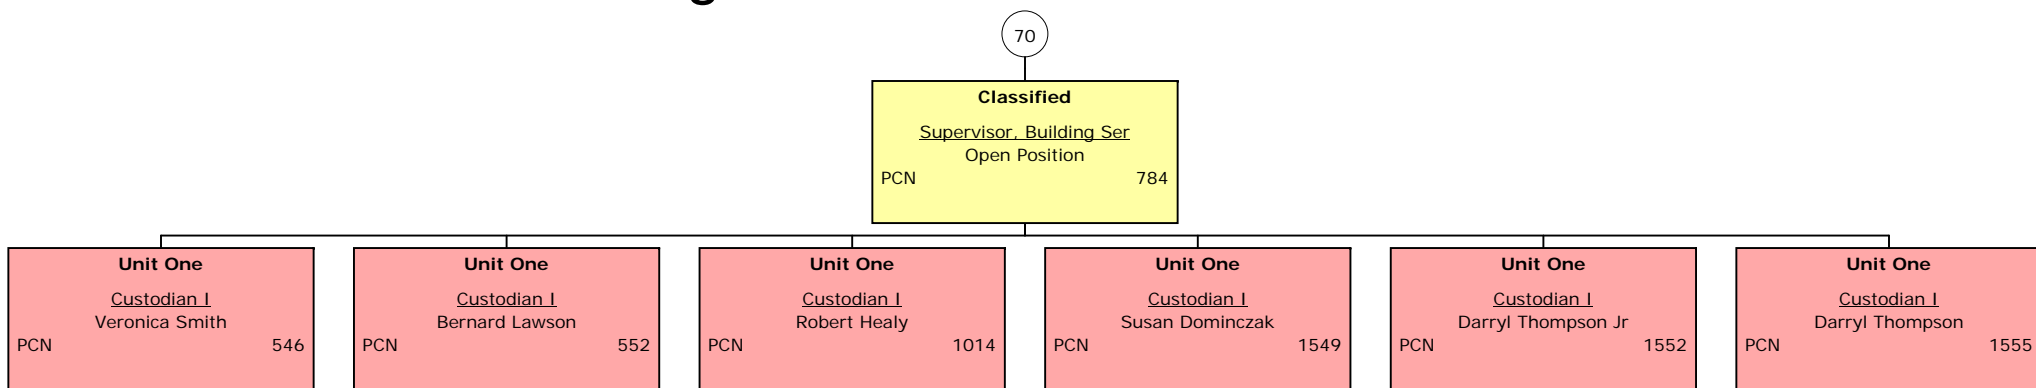 70
Classified
Supervisor, Building Ser
Open Position
PCN 784
Unit One
Custodian I
Veronica Smith
PCN 546
Unit One
Custodian I
Bernard Lawson
PCN 552
Unit One
Custodian I
Robert Healy
PCN 1014
Unit One
Custodian I
Susan Dominczak
PCN 1549
Unit One
Custodian I
Darryl Thompson Jr
PCN 1552
Unit One
Custodian I
Darryl Thompson
PCN 1555